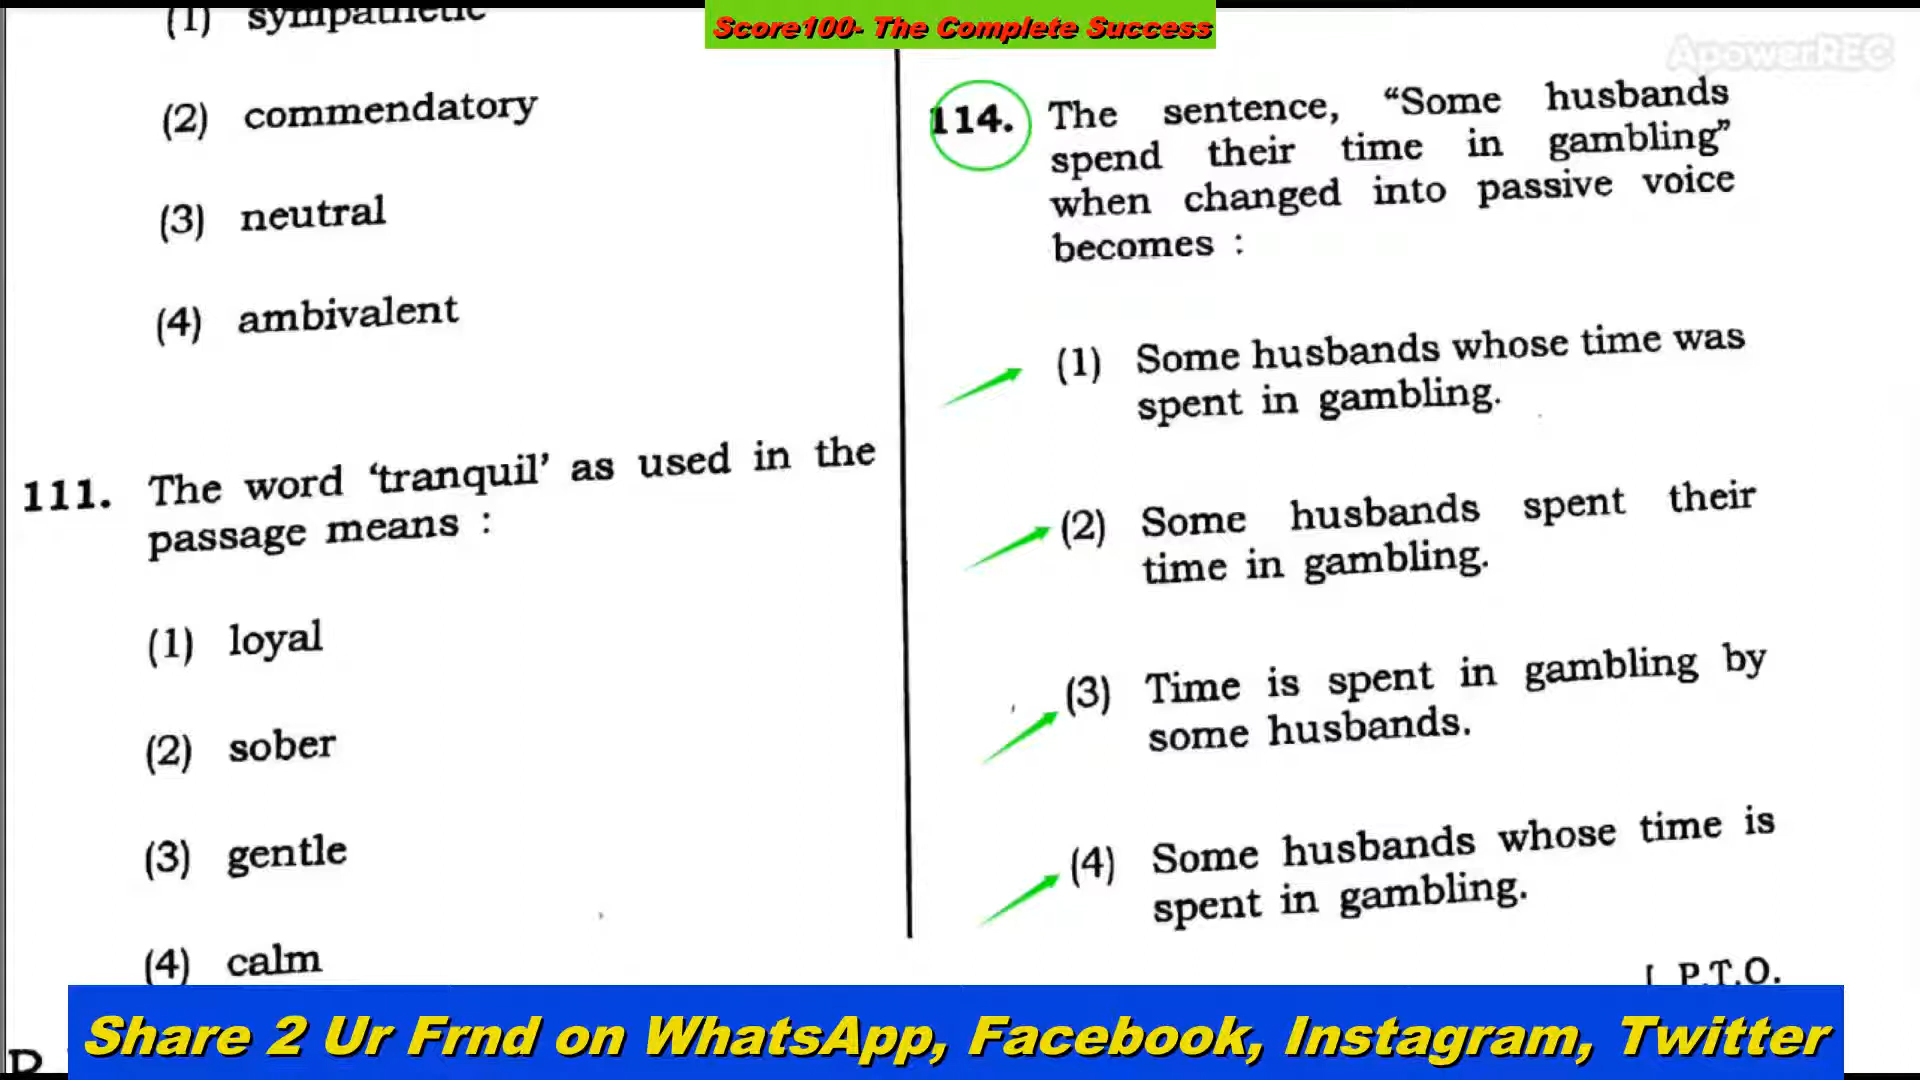 Score100- The Complete Success
ApowerREC
(1) sympathetic
(2) commendatory
(3) neutral
(4) ambivalent
111. The word ‘tranquil’ as used in the
passage means :
(1) loyal
(2) sober
(3) gentle
(4) calm
114. The sentence, “Some husbands
spend their time in gambling”
when changed into passive voice
becomes :
(1) Some husbands whose time was
spent in gambling.
(2) Some husbands spent their
time in gambling.
(3) Time is spent in gambling by
some husbands.
(4) Some husbands whose time is
spent in gambling.
[ P.T.O.
Share 2 Ur Frnd on WhatsApp, Facebook, Instagram, Twitter